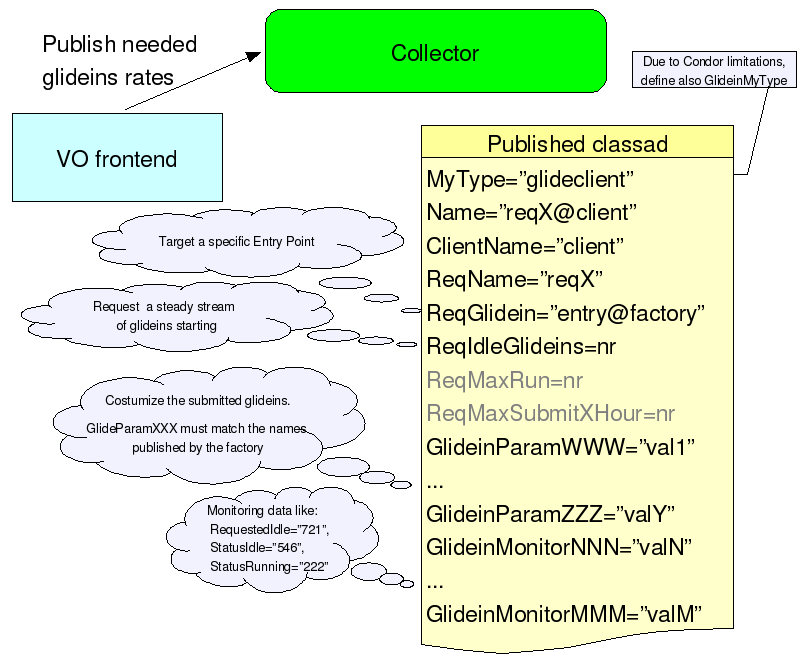 Publish needed
glideins rates
Collector
Due to Condor limitations,
define also GlideinMyType
VO frontend
Published classad
MyType=”glideclient”
Name=”reqX@client”
ClientName=”client”
ReqName=”reqX”
ReqGlidein=”entry@factory”
ReqIdleGlideins=nr
ReqMaxRun=nr
ReqMaxSubmitXHour=nr
GlideinParamWWW=”val1”
...
GlideinParamZZZ=”valY”
GlideinMonitorNNN=”valN”
...
GlideinMonitorMMM=”valM”
Target a specific Entry Point
Request a steady stream
of glideins starting
Costumize the submitted glideins.
GlideParamXXX must match the names
published by the factory
Monitoring data like:
RequestedIdle=”721”,
StatusIdle=”546”,
StatusRunning=”222”